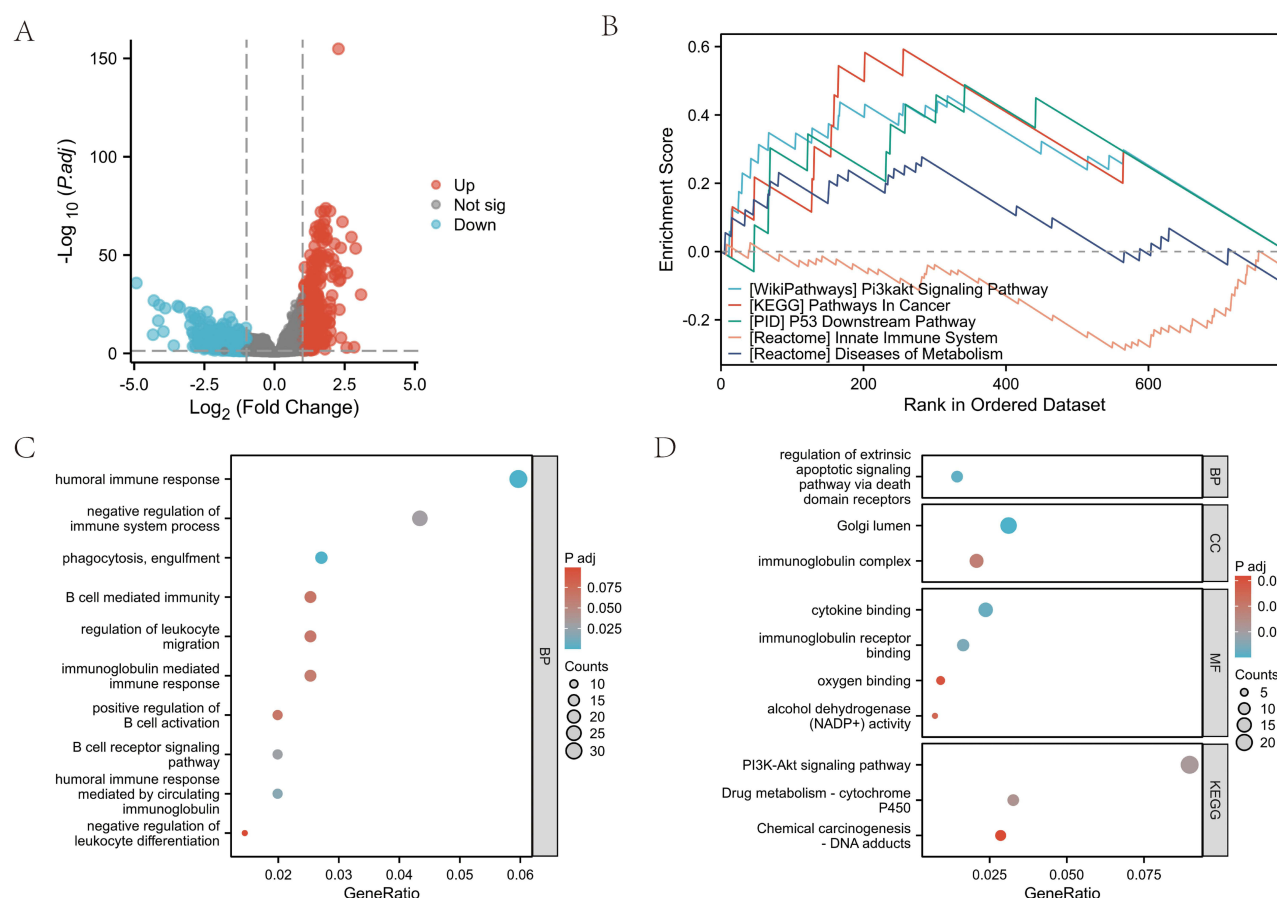 A
150
100
50
0
-Log 10 (P.adj )
-5.0
-2.5
0.0
2.5
5.0
Log2 (Fold Change)
Up
Not sig
Down
B
0.6
0.4
0.2
0.0
-0.2
Enrichment Score
[WikiPathways] Pi3kakt Signaling Pathway
[KEGG] Pathways In Cancer
[PID] P53 Downstream Pathway
[Reactome] Innate Immune System
[Reactome] Diseases of Metabolism
0
200
400
600
Rank in Ordered Dataset
C
humoral immune response
negative regulation of
immune system process
phagocytosis, engulfment
B cell mediated immunity
regulation of leukocyte
migration
immunoglobulin mediated
immune response
positive regulation of
B cell activation
B cell receptor signaling
pathway
humoral immune response
mediated by circulating
immunoglobulin
negative regulation of
leukocyte differentiation
BP
0.02
0.03
0.04
0.05
0.06
GeneRatio
P adj
0.075
0.050
0.025
Counts
10
15
20
25
30
D
regulation of extrinsic
apoptotic signaling
pathway via death
domain receptors
BP
Golgi lumen
immunoglobulin complex
CC
cytokine binding
immunoglobulin receptor
binding
oxygen binding
alcohol dehydrogenase
(NADP+) activity
MF
PI3K-Akt signaling pathway
Drug metabolism - cytochrome
P450
Chemical carcinogenesis
- DNA adducts
KEGG
0.025
0.050
0.075
GeneRatio
P adj
0.0
0.0
0.0
Counts
5
10
15
20